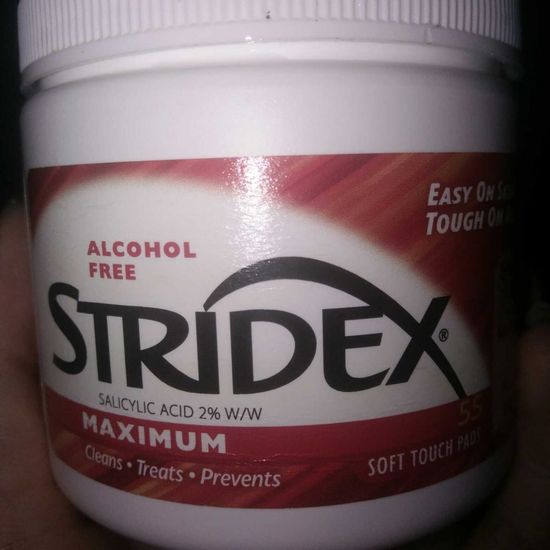 EASY ON
TOUGH ON
ALCOHOL
FREE
STRIDEX®
SALICYLIC ACID 2% W/W
MAXIMUM
Cleans • Treats • Prevents
55
SOFT TOUCH PADS